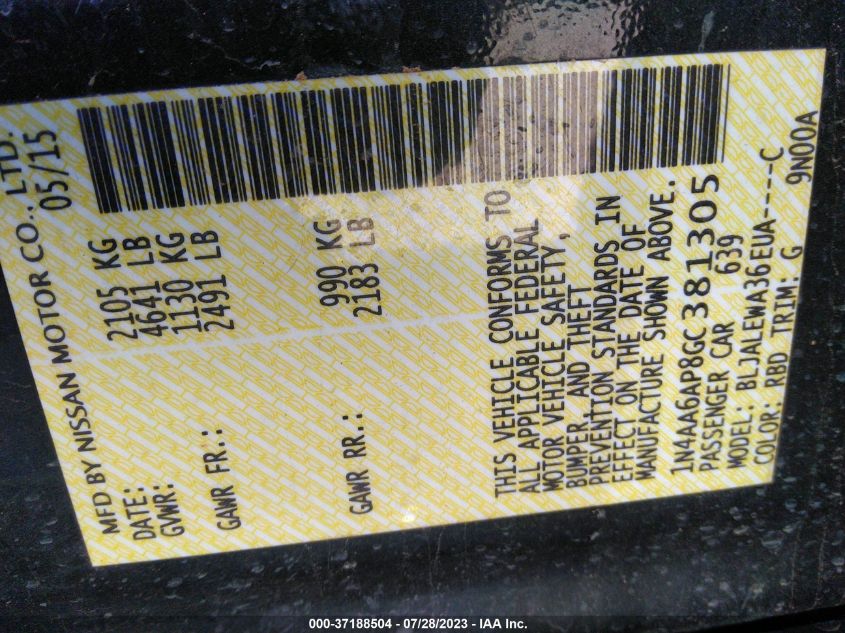 MFD BY NISSAN MOTOR CO., LTD.
DATE: 05/15
GVWR: 2105 KG
4641 LB
GAWR FR.: 1130 KG
2491 LB
GAWR RR.: 990 KG
2183 LB
THIS VEHICLE CONFORMS TO
ALL APPLICABLE FEDERAL
MOTOR VEHICLE SAFETY,
BUMPER, AND THEFT
PREVENTION STANDARDS IN
EFFECT ON THE DATE OF
MANUFACTURE SHOWN ABOVE.
1N4AA6AP8GC381305
PASSENGER CAR 639
MODEL: BLJALEWA36EUA----C
COLOR: RBD TRIM: G 9N00A
000-37188504 / 07/28/2023 - IAA Inc.